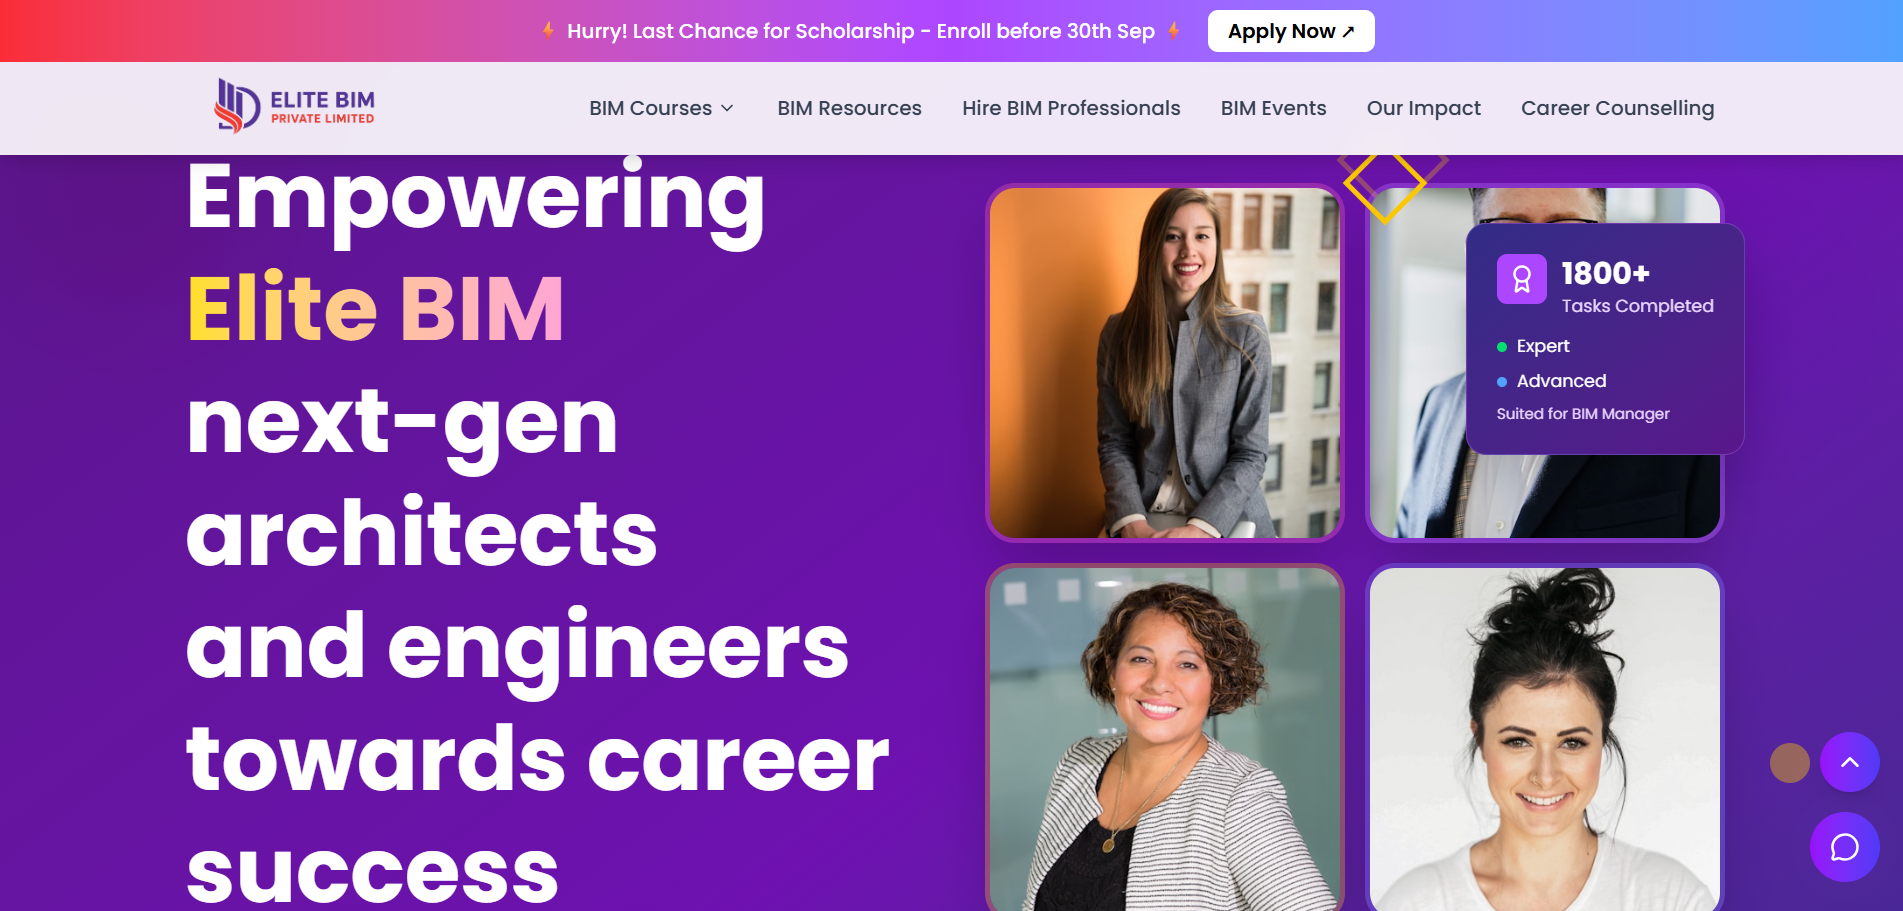 Hurry! Last Chance for Scholarship - Enroll before 30th Sep
Apply Now ↗
ELITE BIM
PRIVATE LIMITED
BIM Courses
BIM Resources
Hire BIM Professionals
BIM Events
Our Impact
Career Counselling
Empowering
Elite BIM
next-gen
architects
and engineers
towards career
success
1800+
Tasks Completed
Expert
Advanced
Suited for BIM Manager